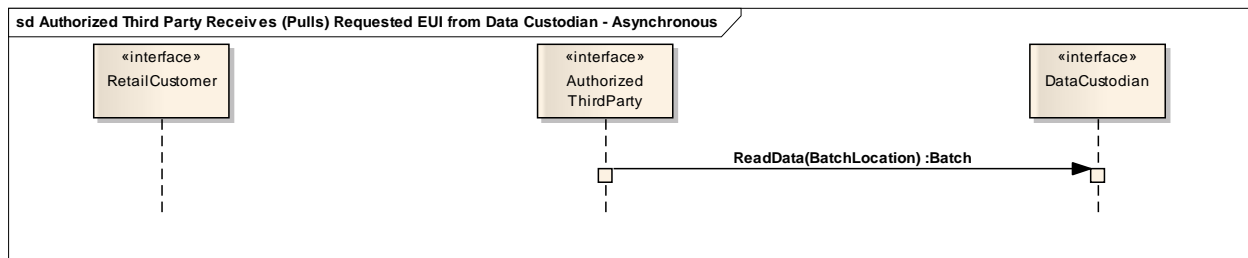 sd Authorized Third Party Receives (Pulls) Requested EUI from Data Custodian - Asynchronous
«interface»
RetailCustomer
«interface»
Authorized
ThirdParty
«interface»
DataCustodian
ReadData(BatchLocation) :Batch